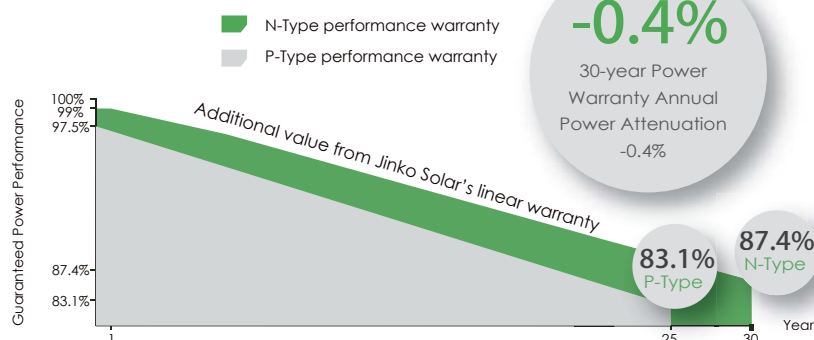 N-Type performance warranty
P-Type performance warranty
-0.4%
30-year Power
Warranty Annual
Power Attenuation
-0.4%
Guaranteed Power Performance
100%
99%
97.5%
87.4%
83.1%
Additional value from Jinko Solar's linear warranty
83.1%
P-Type
87.4%
N-Type
1
25
30
Year